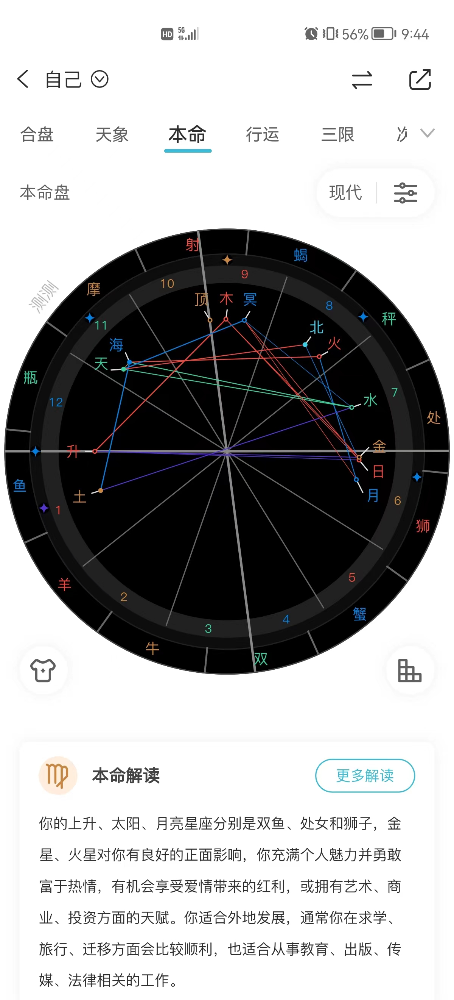 HD 5G 56% 9:44
自己
合盘 天象 本命 行运 三限 次
本命盘 现代
射
蝎
9
10
摩
测测
顶 木 冥
8
11
秤
北
海
火
天
瓶
7
12
水
处
升
金
日
鱼
土
月
6
1
狮
羊
5
2
蟹
4
3
牛
双
本命解读 更多解读
你的上升、太阳、月亮星座分别是双鱼、处女和狮子，金
星、火星对你有良好的正面影响，你充满个人魅力并勇敢
富于热情，有机会享受爱情带来的红利，或拥有艺术、商
业、投资方面的天赋。你适合外地发展，通常你在求学、
旅行、迁移方面会比较顺利，也适合从事教育、出版、传
媒、法律相关的工作。